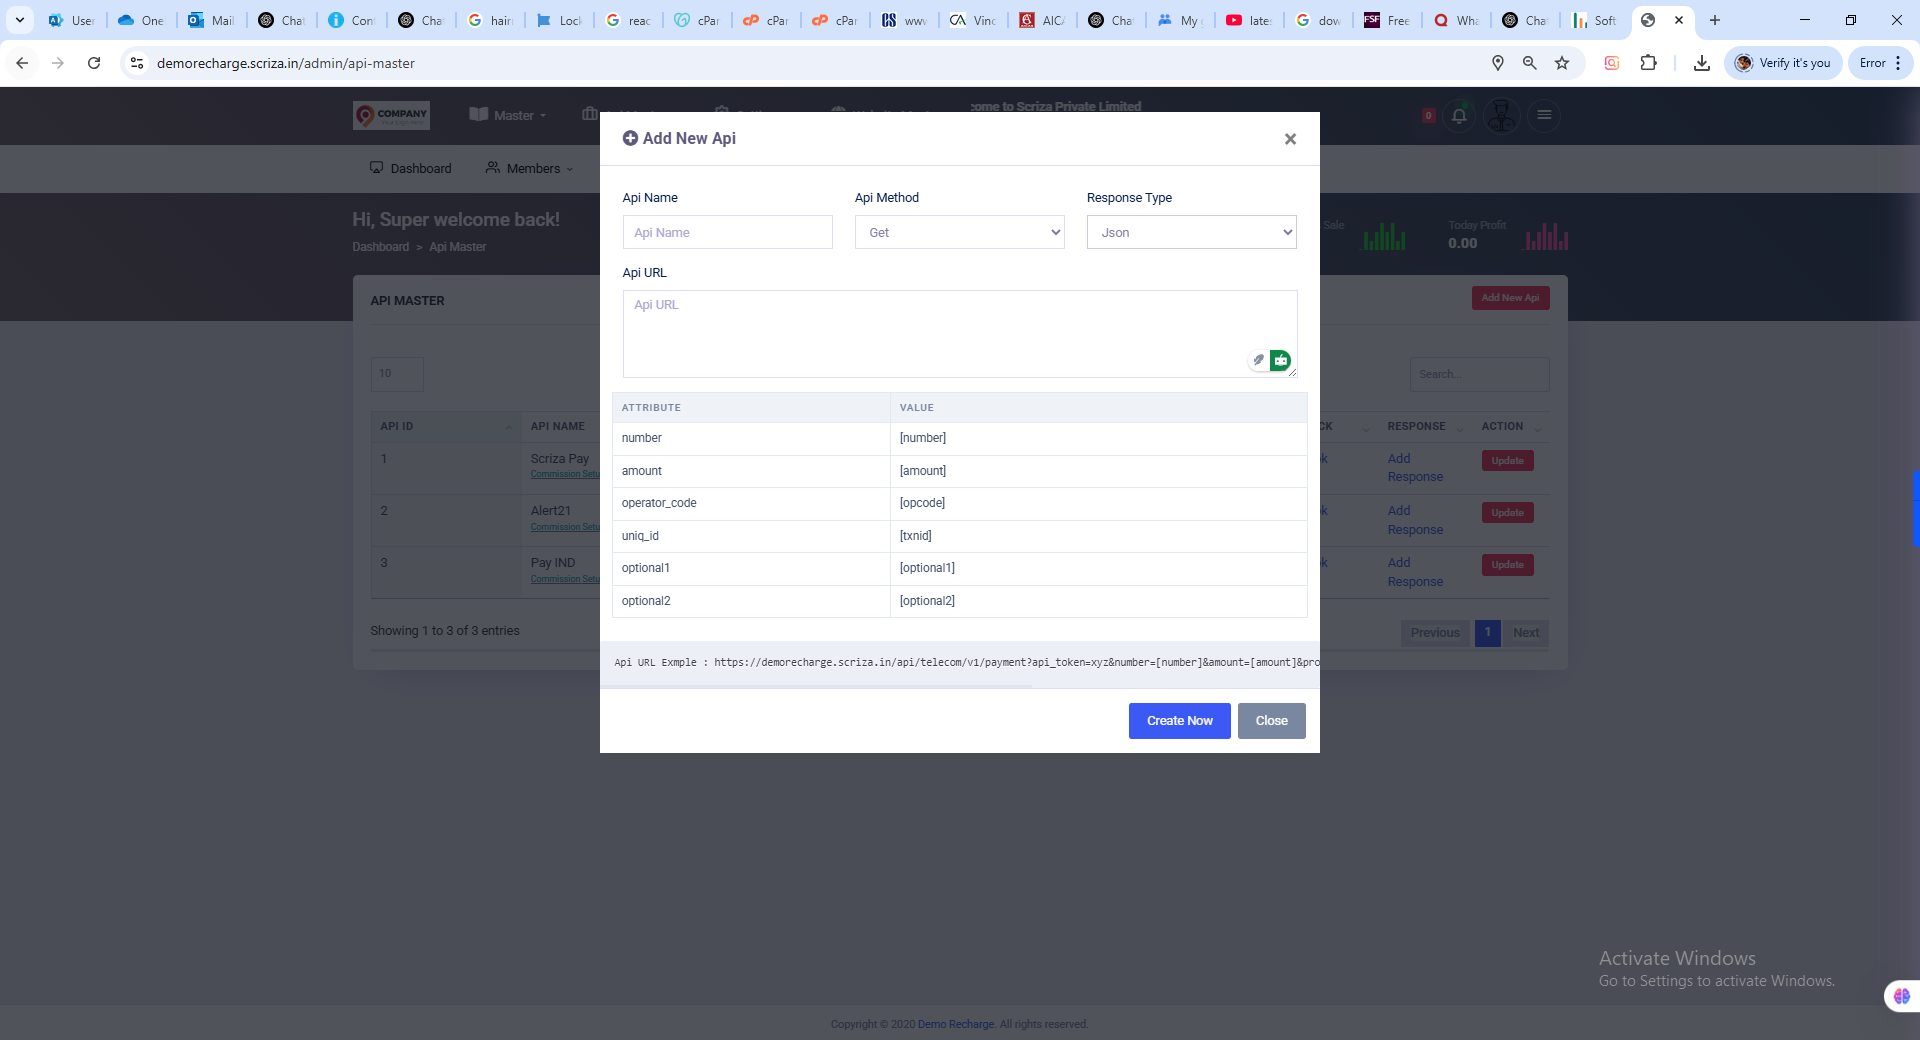 User
One
Mail
Chat
Con
Chat
hair
Lock
reac
cPar
cPar
cPar
www
Vinc
AICA
Chat
My
late
dow
Free
Wha
Chat
Soft
demorecharge.scriza.in/admin/api-master
Verify it's you
Error
COMPANY
Master
come to Scriza Private Limited
0
Dashboard
Members
Hi, Super welcome back!
Dashboard > Api Master
Sale
Today Profit
0.00
API MASTER
Add New Api
10
Search...
API ID
API NAME
CK
RESPONSE
ACTION
1
Scriza Pay
Commission Setu
k
Add
Response
Update
2
Alert21
Commission Setu
k
Add
Response
Update
3
Pay IND
Commission Setu
k
Add
Response
Update
Showing 1 to 3 of 3 entries
Previous
1
Next
Add New Api
×
Api Name
Api Method
Response Type
Api Name
Get
Json
Api URL
Api URL
ATTRIBUTE
VALUE
number
[number]
amount
[amount]
operator_code
[opcode]
uniq_id
[txnid]
optional1
[optional1]
optional2
[optional2]
Api URL Exmple : https://demorecharge.scriza.in/api/telecom/v1/payment?api_token=xyz&number=[number]&amount=[amount]&pro
Create Now
Close
Activate Windows
Go to Settings to activate Windows.
Copyright © 2020 Demo Recharge. All rights reserved.